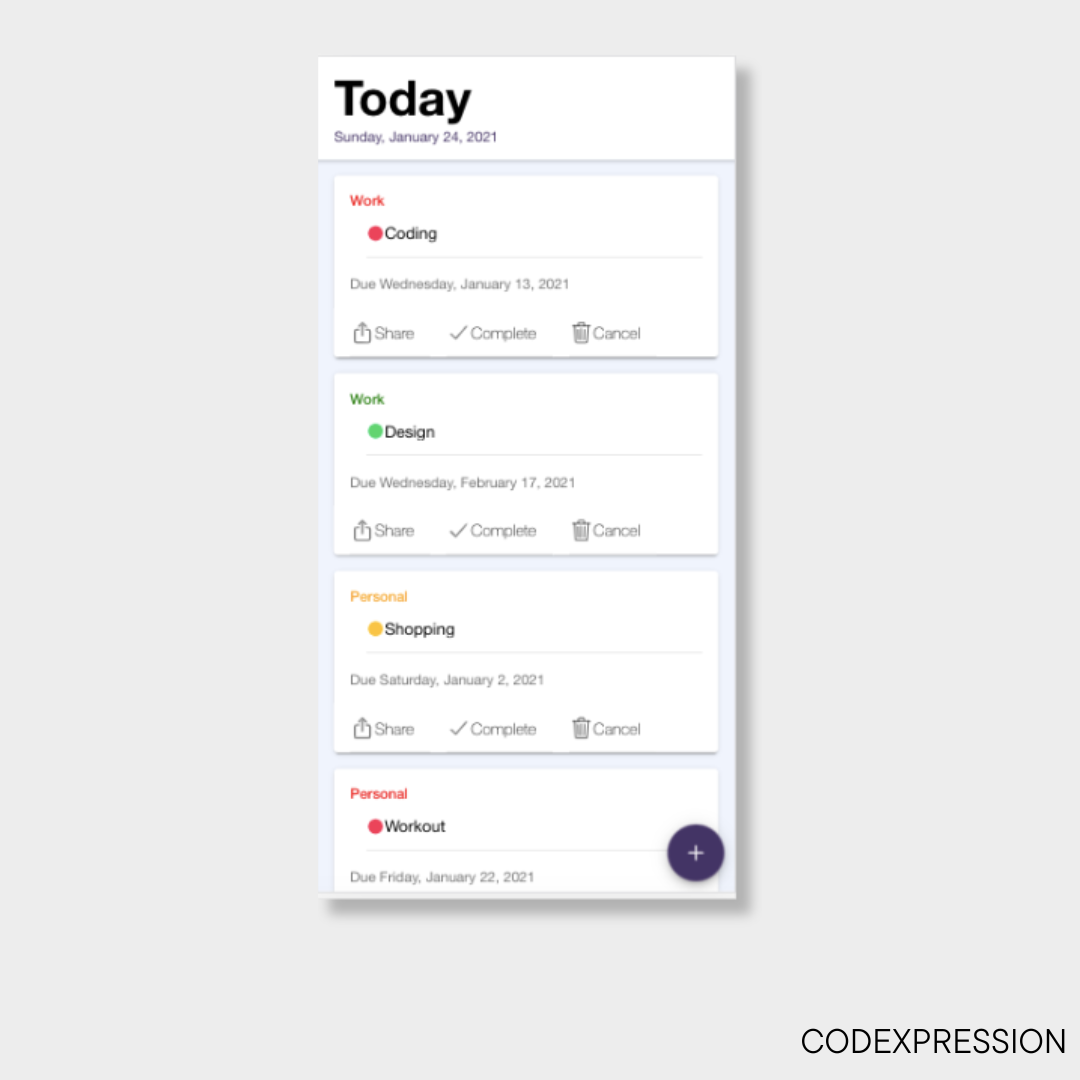 Today
Sunday, January 24, 2021
Work
Coding
Due Wednesday, January 13, 2021
Share Complete Cancel
Work
Design
Due Wednesday, February 17, 2021
Share Complete Cancel
Personal
Shopping
Due Saturday, January 2, 2021
Share Complete Cancel
Personal
Workout
+
Due Friday, January 22, 2021
CODEXPRESSION